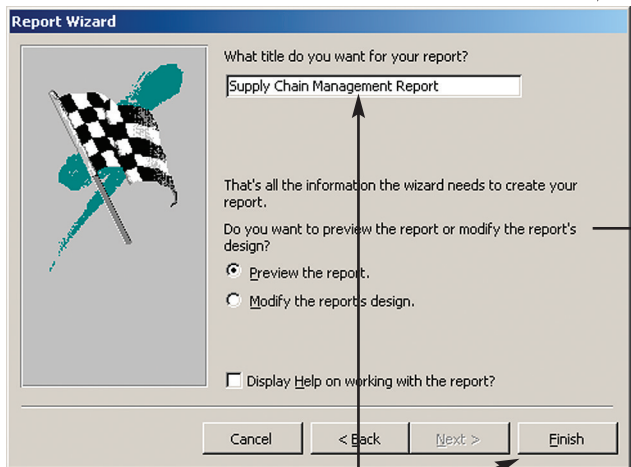 Report Wizard
What title do you want for your report?
Supply Chain Management Report
That's all the information the wizard needs to create your
report.
Do you want to preview the report or modify the report's
design?
Preview the report.
Modify the report's design.
Display Help on working with the report?
Cancel
< Back
Next >
Finish